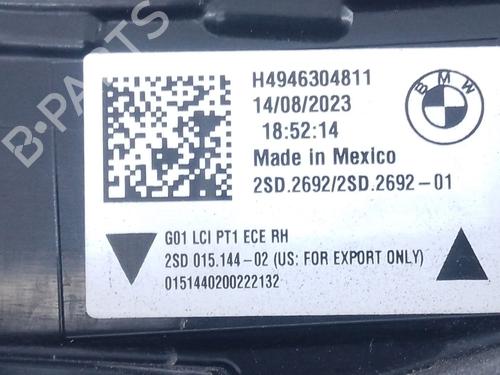 B-PARTS
H4946304811
14/08/2023
18:52:14
Made in Mexico
2SD.2692/2SD.2692-01
BMW
G01 LCI PT1 ECE RH
2SD 015.144-02 (US: FOR EXPORT ONLY)
0151440200222132